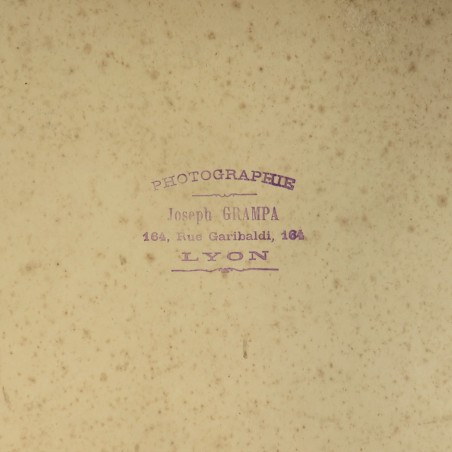 PHOTOGRAPHIE
Joseph GRAMPA
164, Rue Garibaldi, 164
LYON